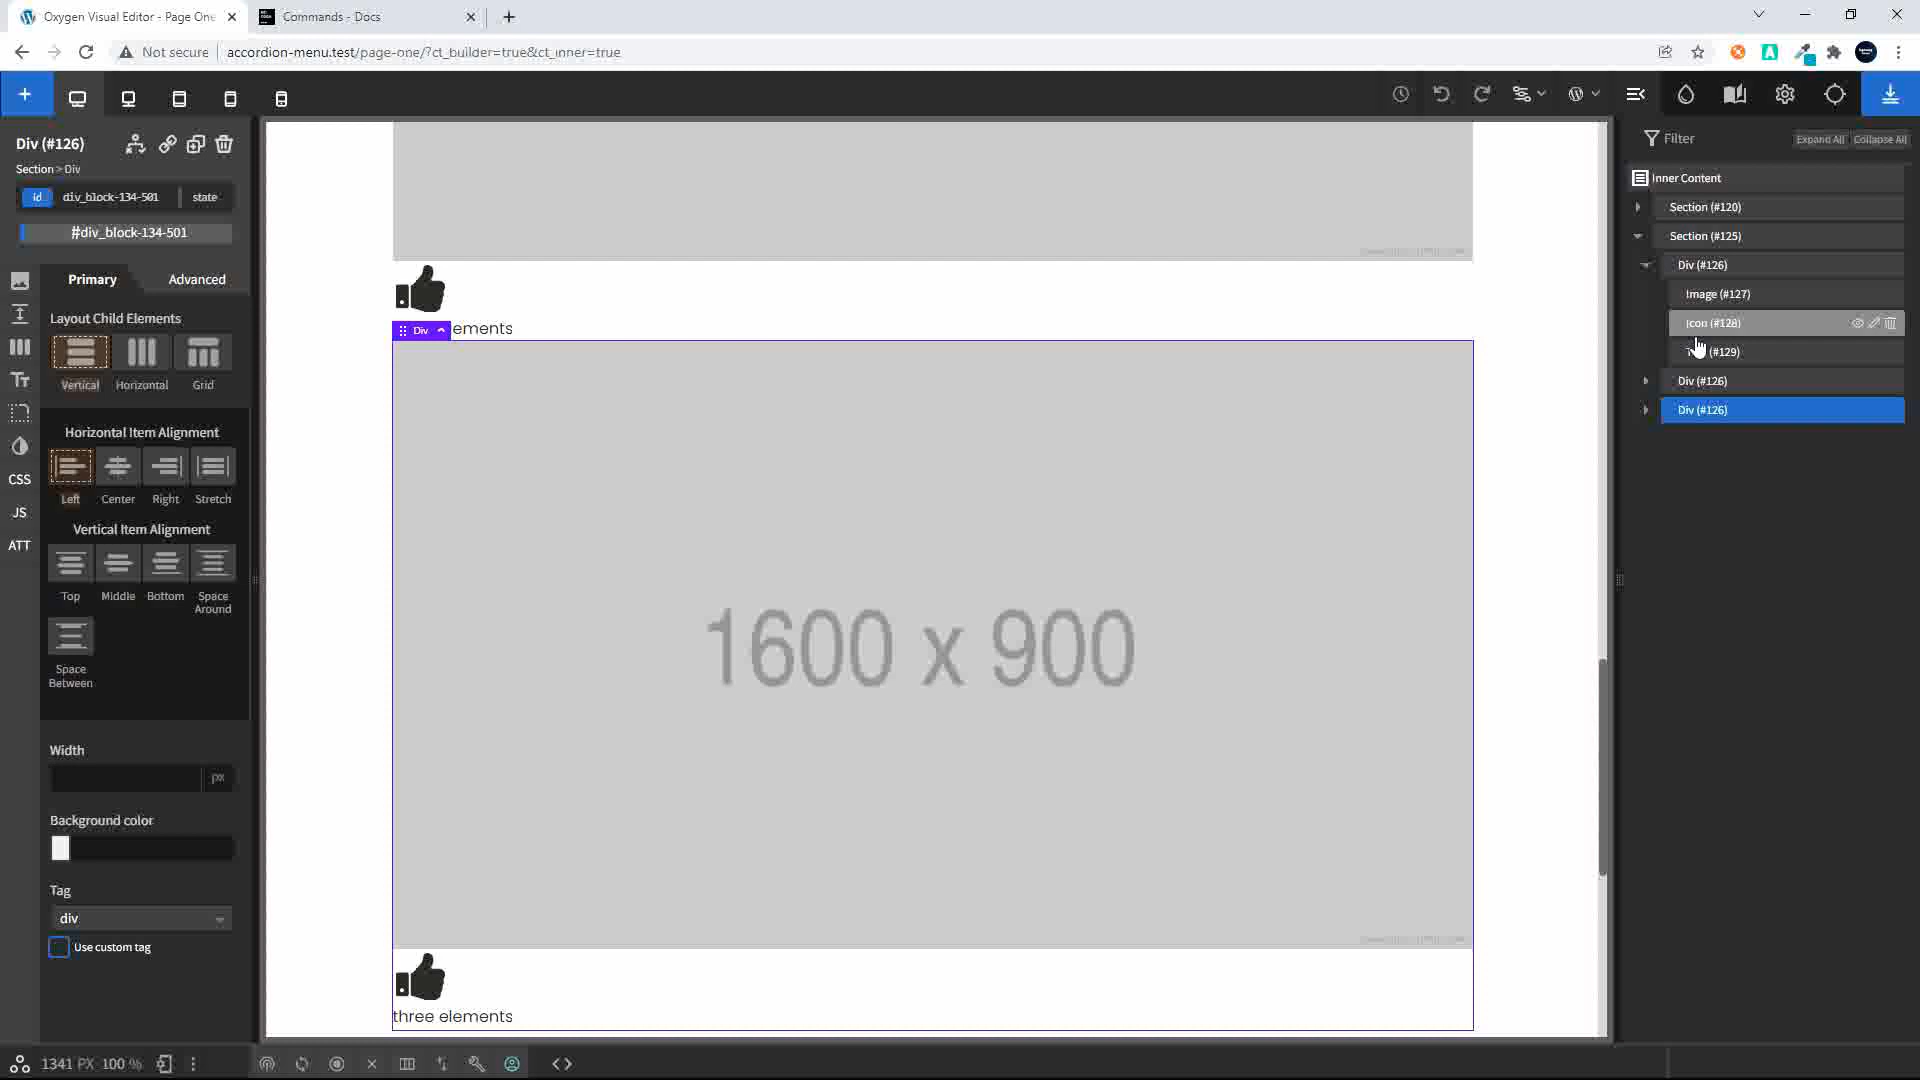 Oxygen Visual Editor - Page One
Commands - Docs
Not secure
accordion-menu.test/page-one/?ct_builder=true&ct_inner=true
Div (#126)
Section > Div
id
div_block-134-501
state
#div_block-134-501
Primary
Advanced
Layout Child Elements
Vertical
Horizontal
Grid
Horizontal Item Alignment
Left
Center
Right
Stretch
Vertical Item Alignment
Top
Middle
Bottom
Space Around
Space Between
CSS
JS
ATT
Width
px
Background color
Tag
div
Use custom tag
Div
ements
1600 x 900
three elements
Filter
Expand All
Collapse All
Inner Content
Section (#120)
Section (#125)
Div (#126)
Image (#127)
Icon (#128)
(#129)
Div (#126)
Div (#126)
1341 PX 100 %